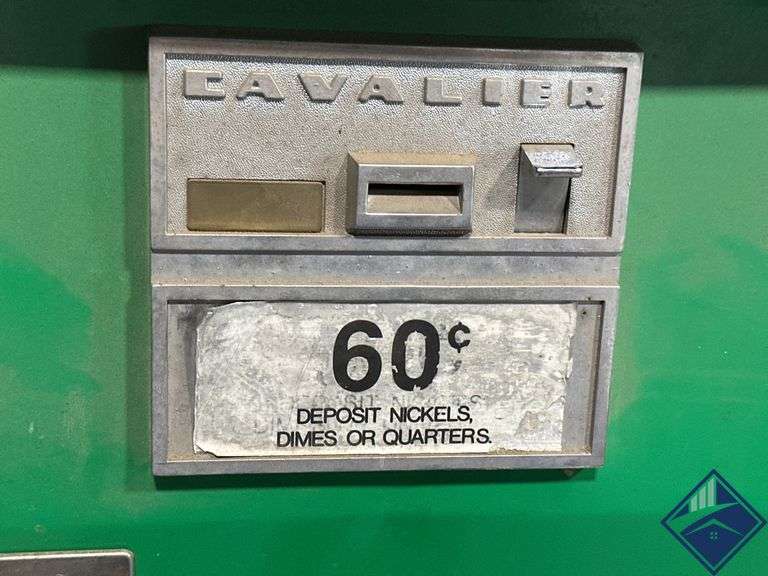 CAVALIER
60¢
DEPOSIT NICKELS,
DIMES OR QUARTERS.